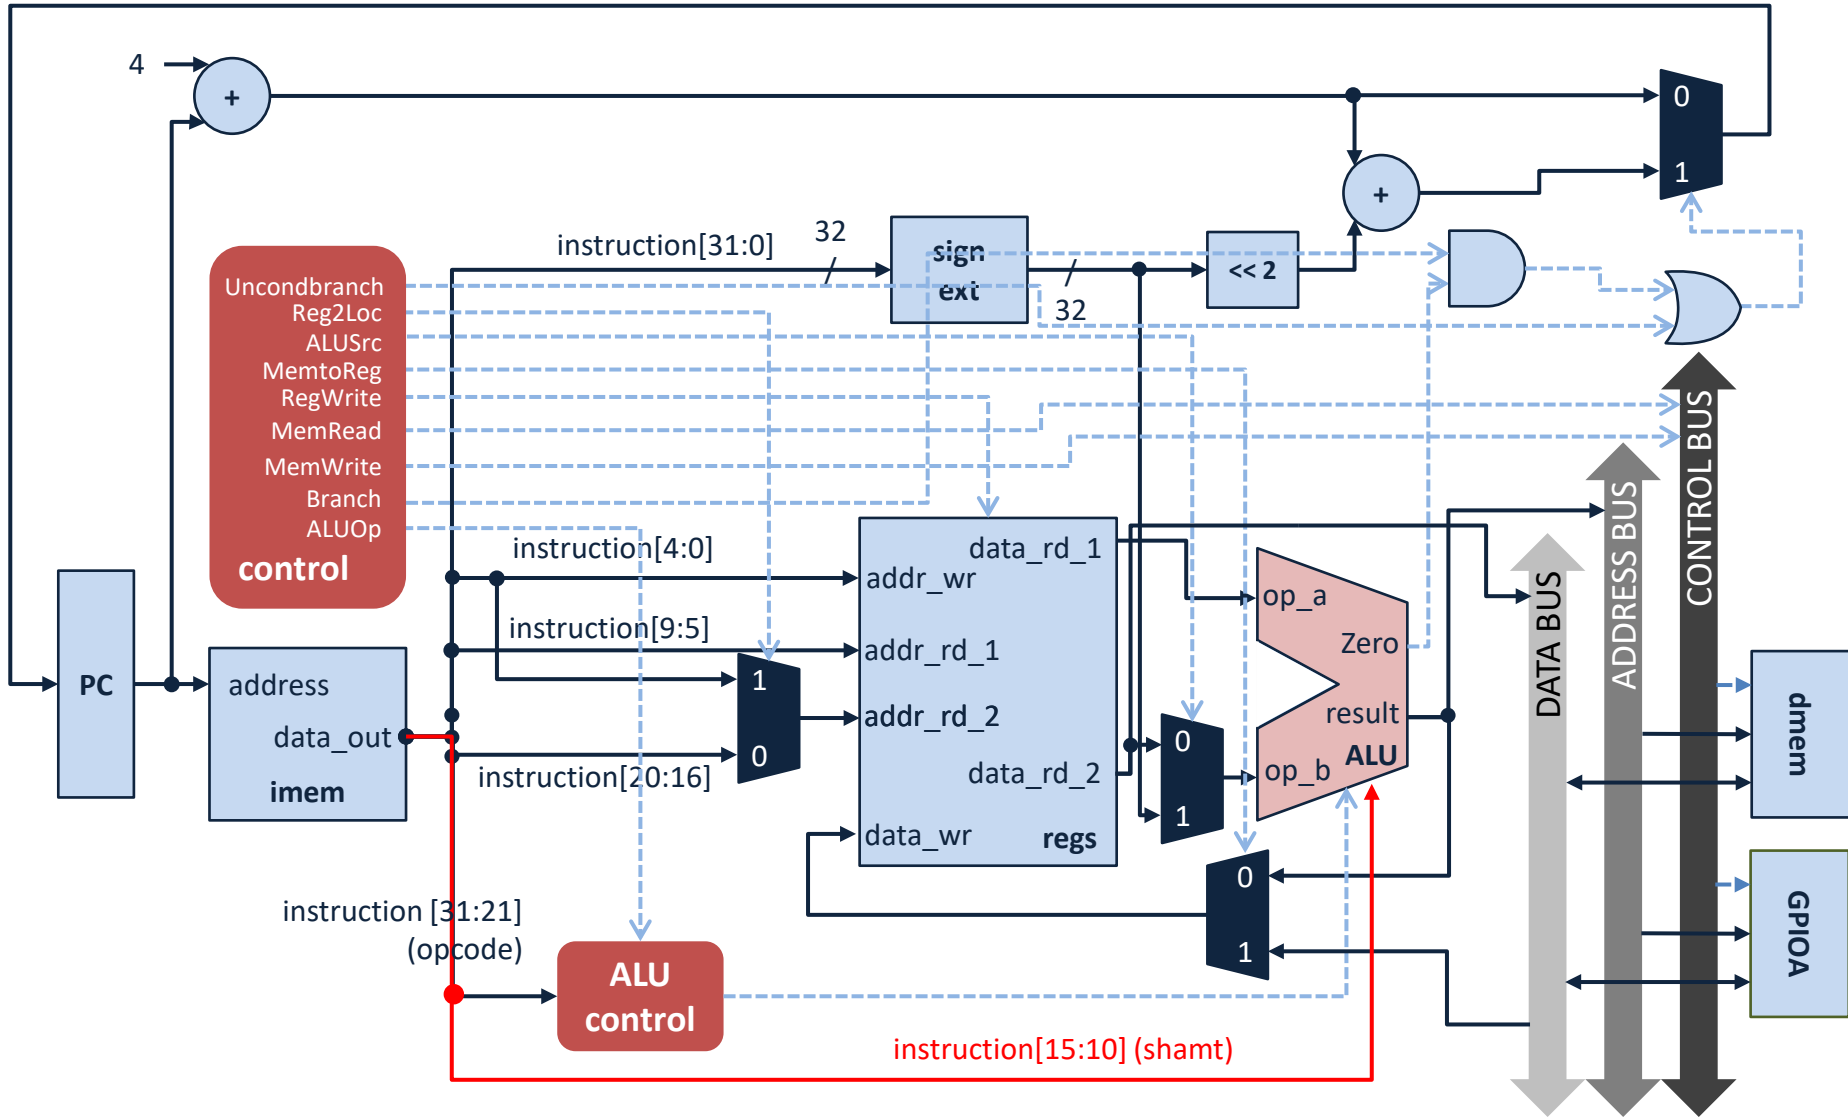 4
+
0
1
+
instruction[31:0]
32
sign
ext
32
<< 2
Uncondbranch
Reg2Loc
ALUSrc
MemtoReg
RegWrite
MemRead
MemWrite
Branch
ALUOp
control
instruction[4:0]
instruction[9:5]
instruction[20:16]
PC
address
data_out
imem
1
0
addr_wr
addr_rd_1
addr_rd_2
data_wr
data_rd_1
data_rd_2
regs
0
1
op_a
op_b
Zero
result
ALU
0
1
DATA BUS
ADDRESS BUS
CONTROL BUS
dmem
GPIOA
instruction [31:21]
(opcode)
ALU
control
instruction[15:10] (shamt)